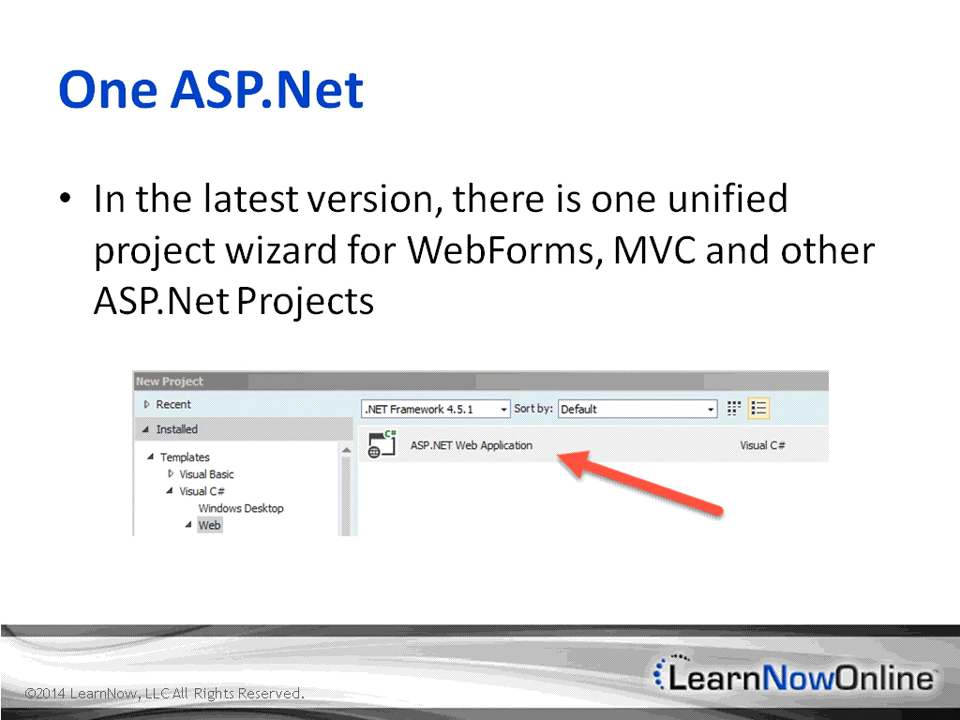 One ASP.Net
• In the latest version, there is one unified
project wizard for WebForms, MVC and other
ASP.Net Projects
New Project
Recent
.NET Framework 4.5.1 Sort by: Default
Installed
ASP.NET Web Application Visual C#
C#
Templates
Visual Basic
Visual C#
Windows Desktop
Web
©2014 LearnNow, LLC All Rights Reserved.
LearnNowOnline